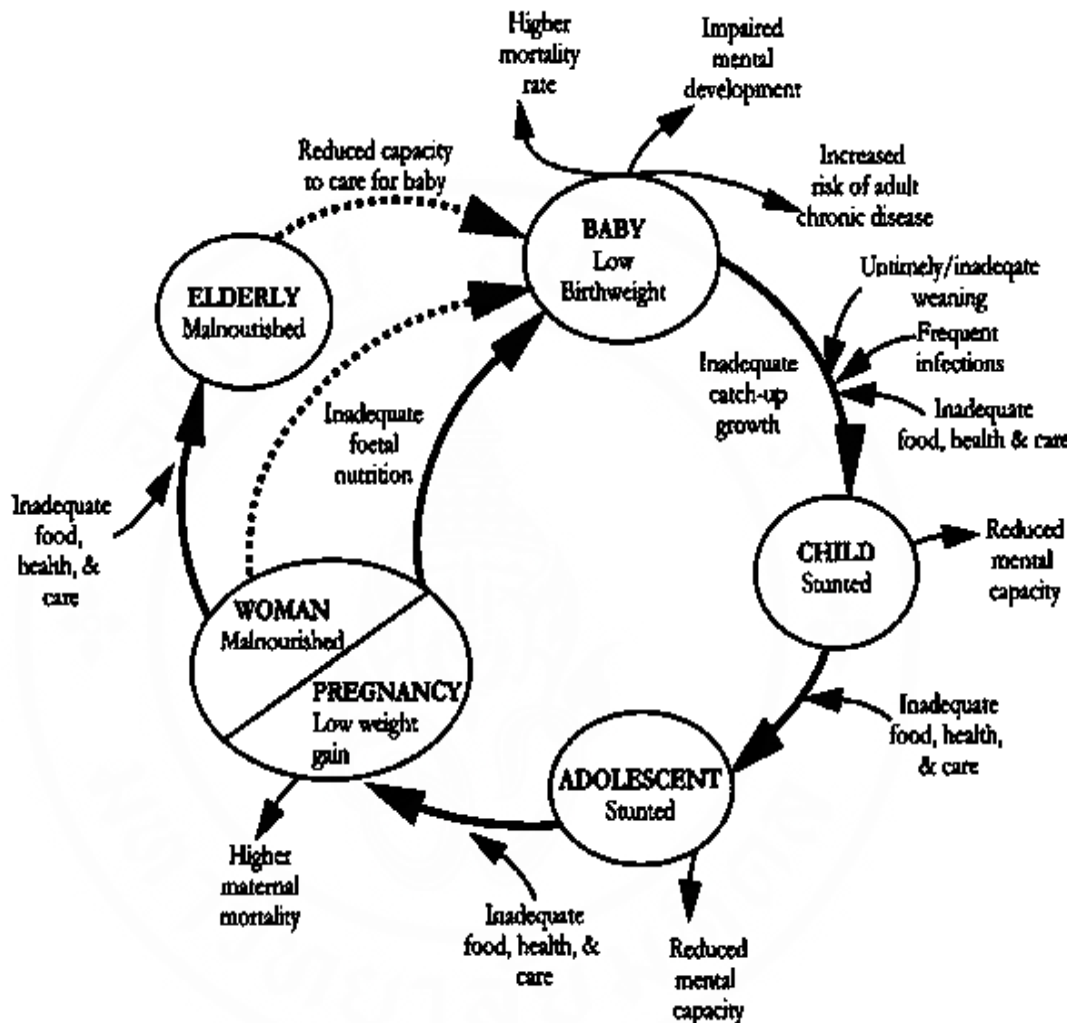 Higher
mortality
rate
Impaired
mental
development
Reduced capacity
to care for baby
Increased
risk of adult
chronic disease
BABY
Low
Birthweight
ELDERLY
Malnourished
Untimely/inadeqate
weaning
Frequent
infections
Inadequate
food, health & care
Inadequate
catch-up
growth
Inadequate
foetal
nutrition
Inadequate
food,
health, &
care
CHILD
Stunted
Reduced
mental
capacity
WOMAN
Malnourished
PREGNANCY
Low weight
gain
Inadequate
food, health,
& care
ADOLESCENT
Stunted
Higher
maternal
mortality
Inadequate
food, health, &
care
Reduced
mental
capacity